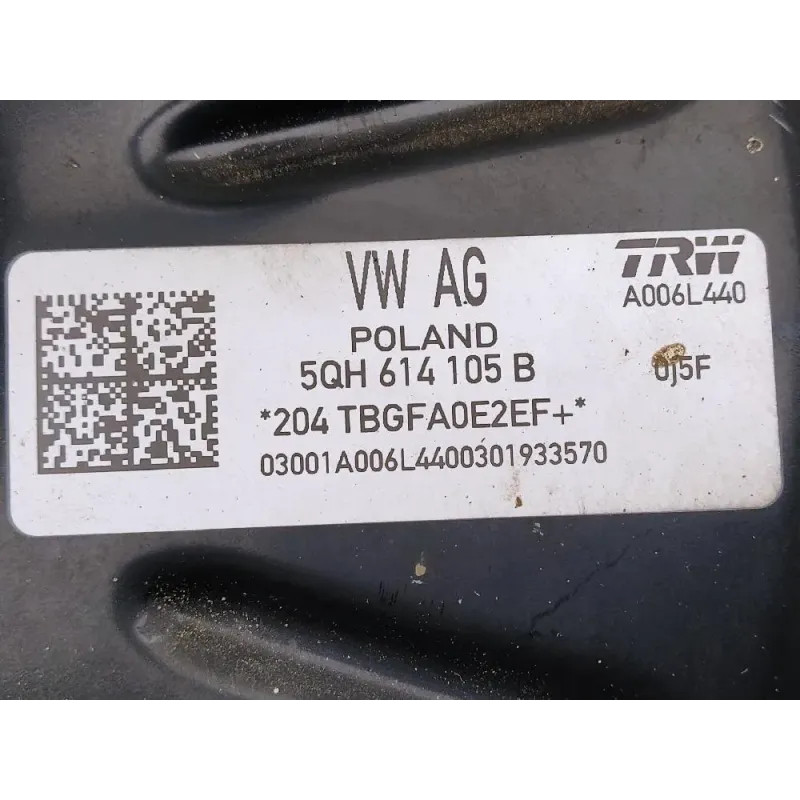 VW AG
TRW
A006L440
POLAND
5QH 614 105 B
0j5F
*204 TBGFA0E2EF+*
03001A006L4400301933570